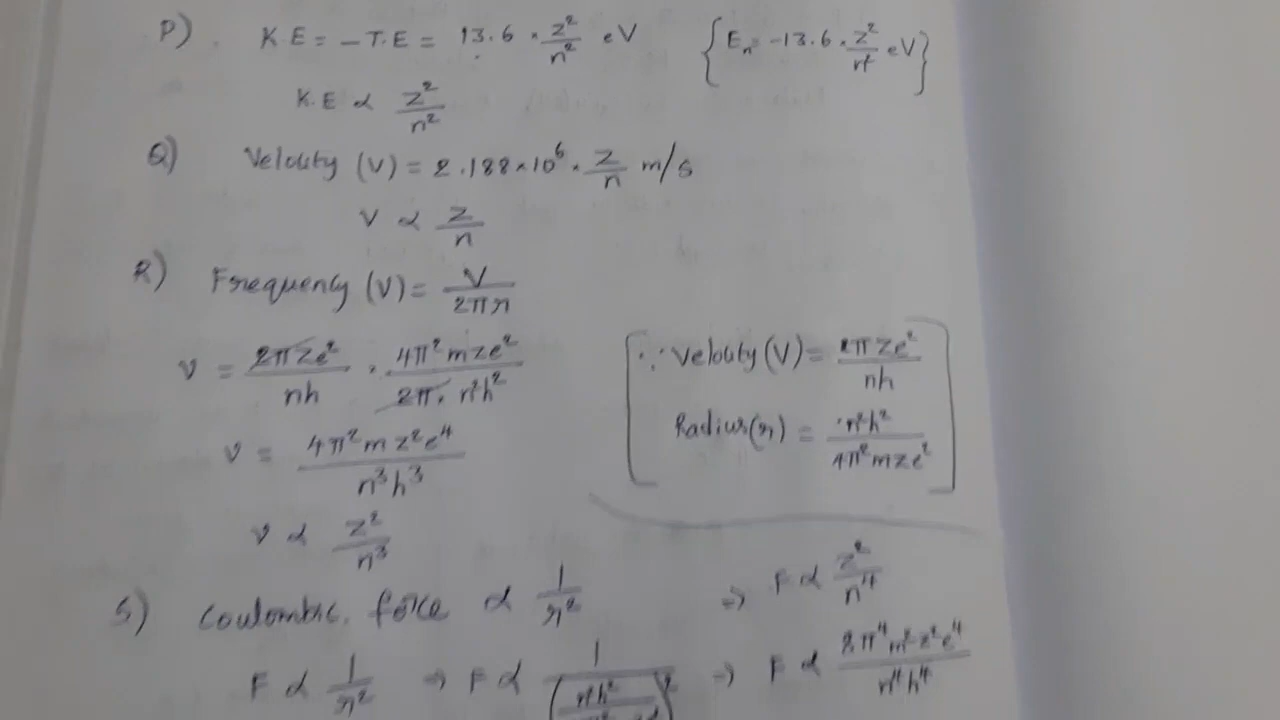 P) K.E = -T.E = 13.6 × z²/n² eV {Eₙ = -13.6 × z²/n² eV}
K.E ∝ z²/n²
Q) Velocity (V) = 2.188×10⁶ × z/n m/s
V ∝ z/n
R) Frequency (ν) = V/2πr
ν = 2πze²/nh · 4π²mze²/2π. n²h² [∵ Velocity (V) = 2πze²/nh
ν = 4π²mz²e⁴/n³h³ Radius(r) = n²h²/4π²mze²]
ν ∝ z²/n³
S) Coulombic force ∝ 1/r² ⇒ F ∝ z²/n⁴
F ∝ 1/r² ⇒ F ∝ 1/(n²h²/ )² ⇒ F ∝ 2π⁴m²z²e⁴/n⁴h⁴